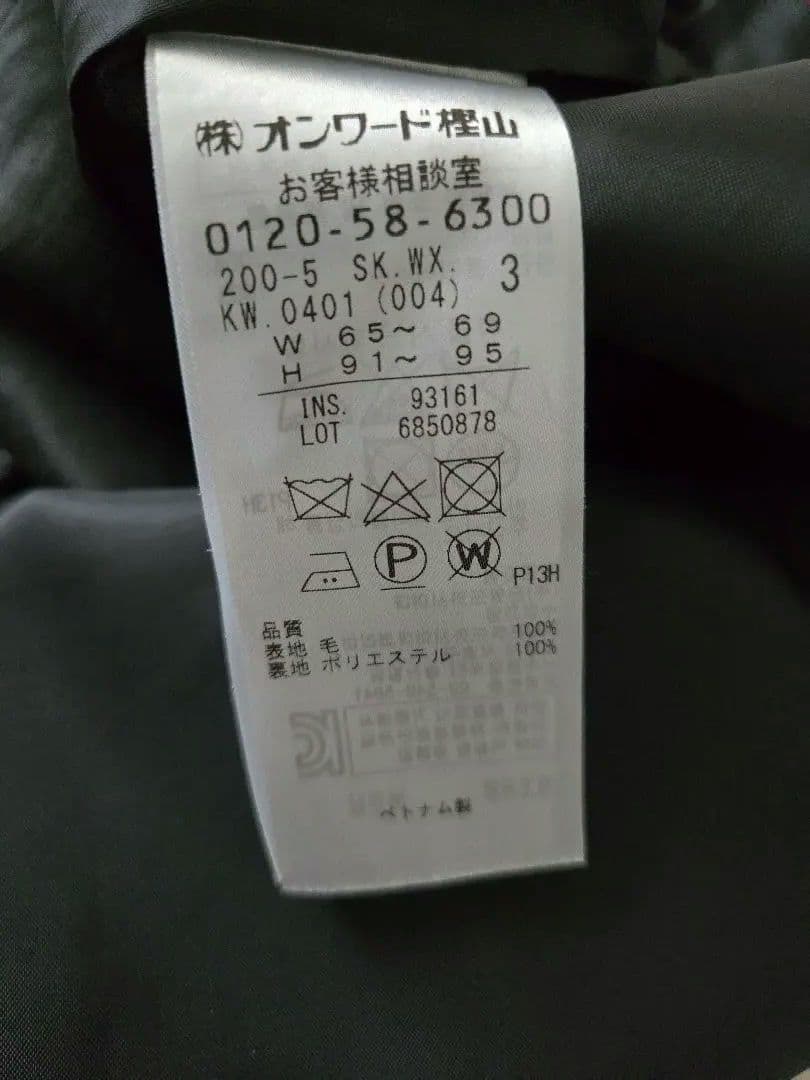 ㈱オンワード樫山
お客様相談室
0120-58-6300
200-5 SK.WX. 3
KW.0401 (004)
W 65～ 69
H 91～ 95
INS. 93161
LOT 6850878
P
W
P13H
品質
表地 毛 100%
裏地 ポリエステル 100%
ベトナム製